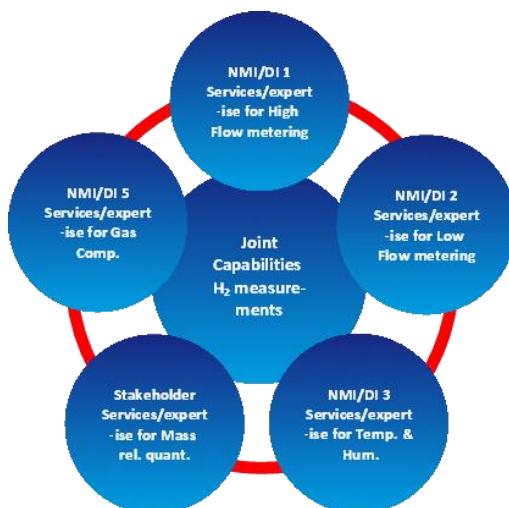 NMI/DI 1
Services/expert
-ise for High
Flow metering
NMI/DI 5
Services/expert
-ise for Gas
Comp.
NMI/DI 2
Services/expert
-ise for Low
Flow metering
Joint
Capabilities
H₂ measure-
ments
Stakeholder
Services/expert
-ise for Mass
rel. quant.
NMI/DI 3
Services/expert
-ise for Temp. &
Hum.